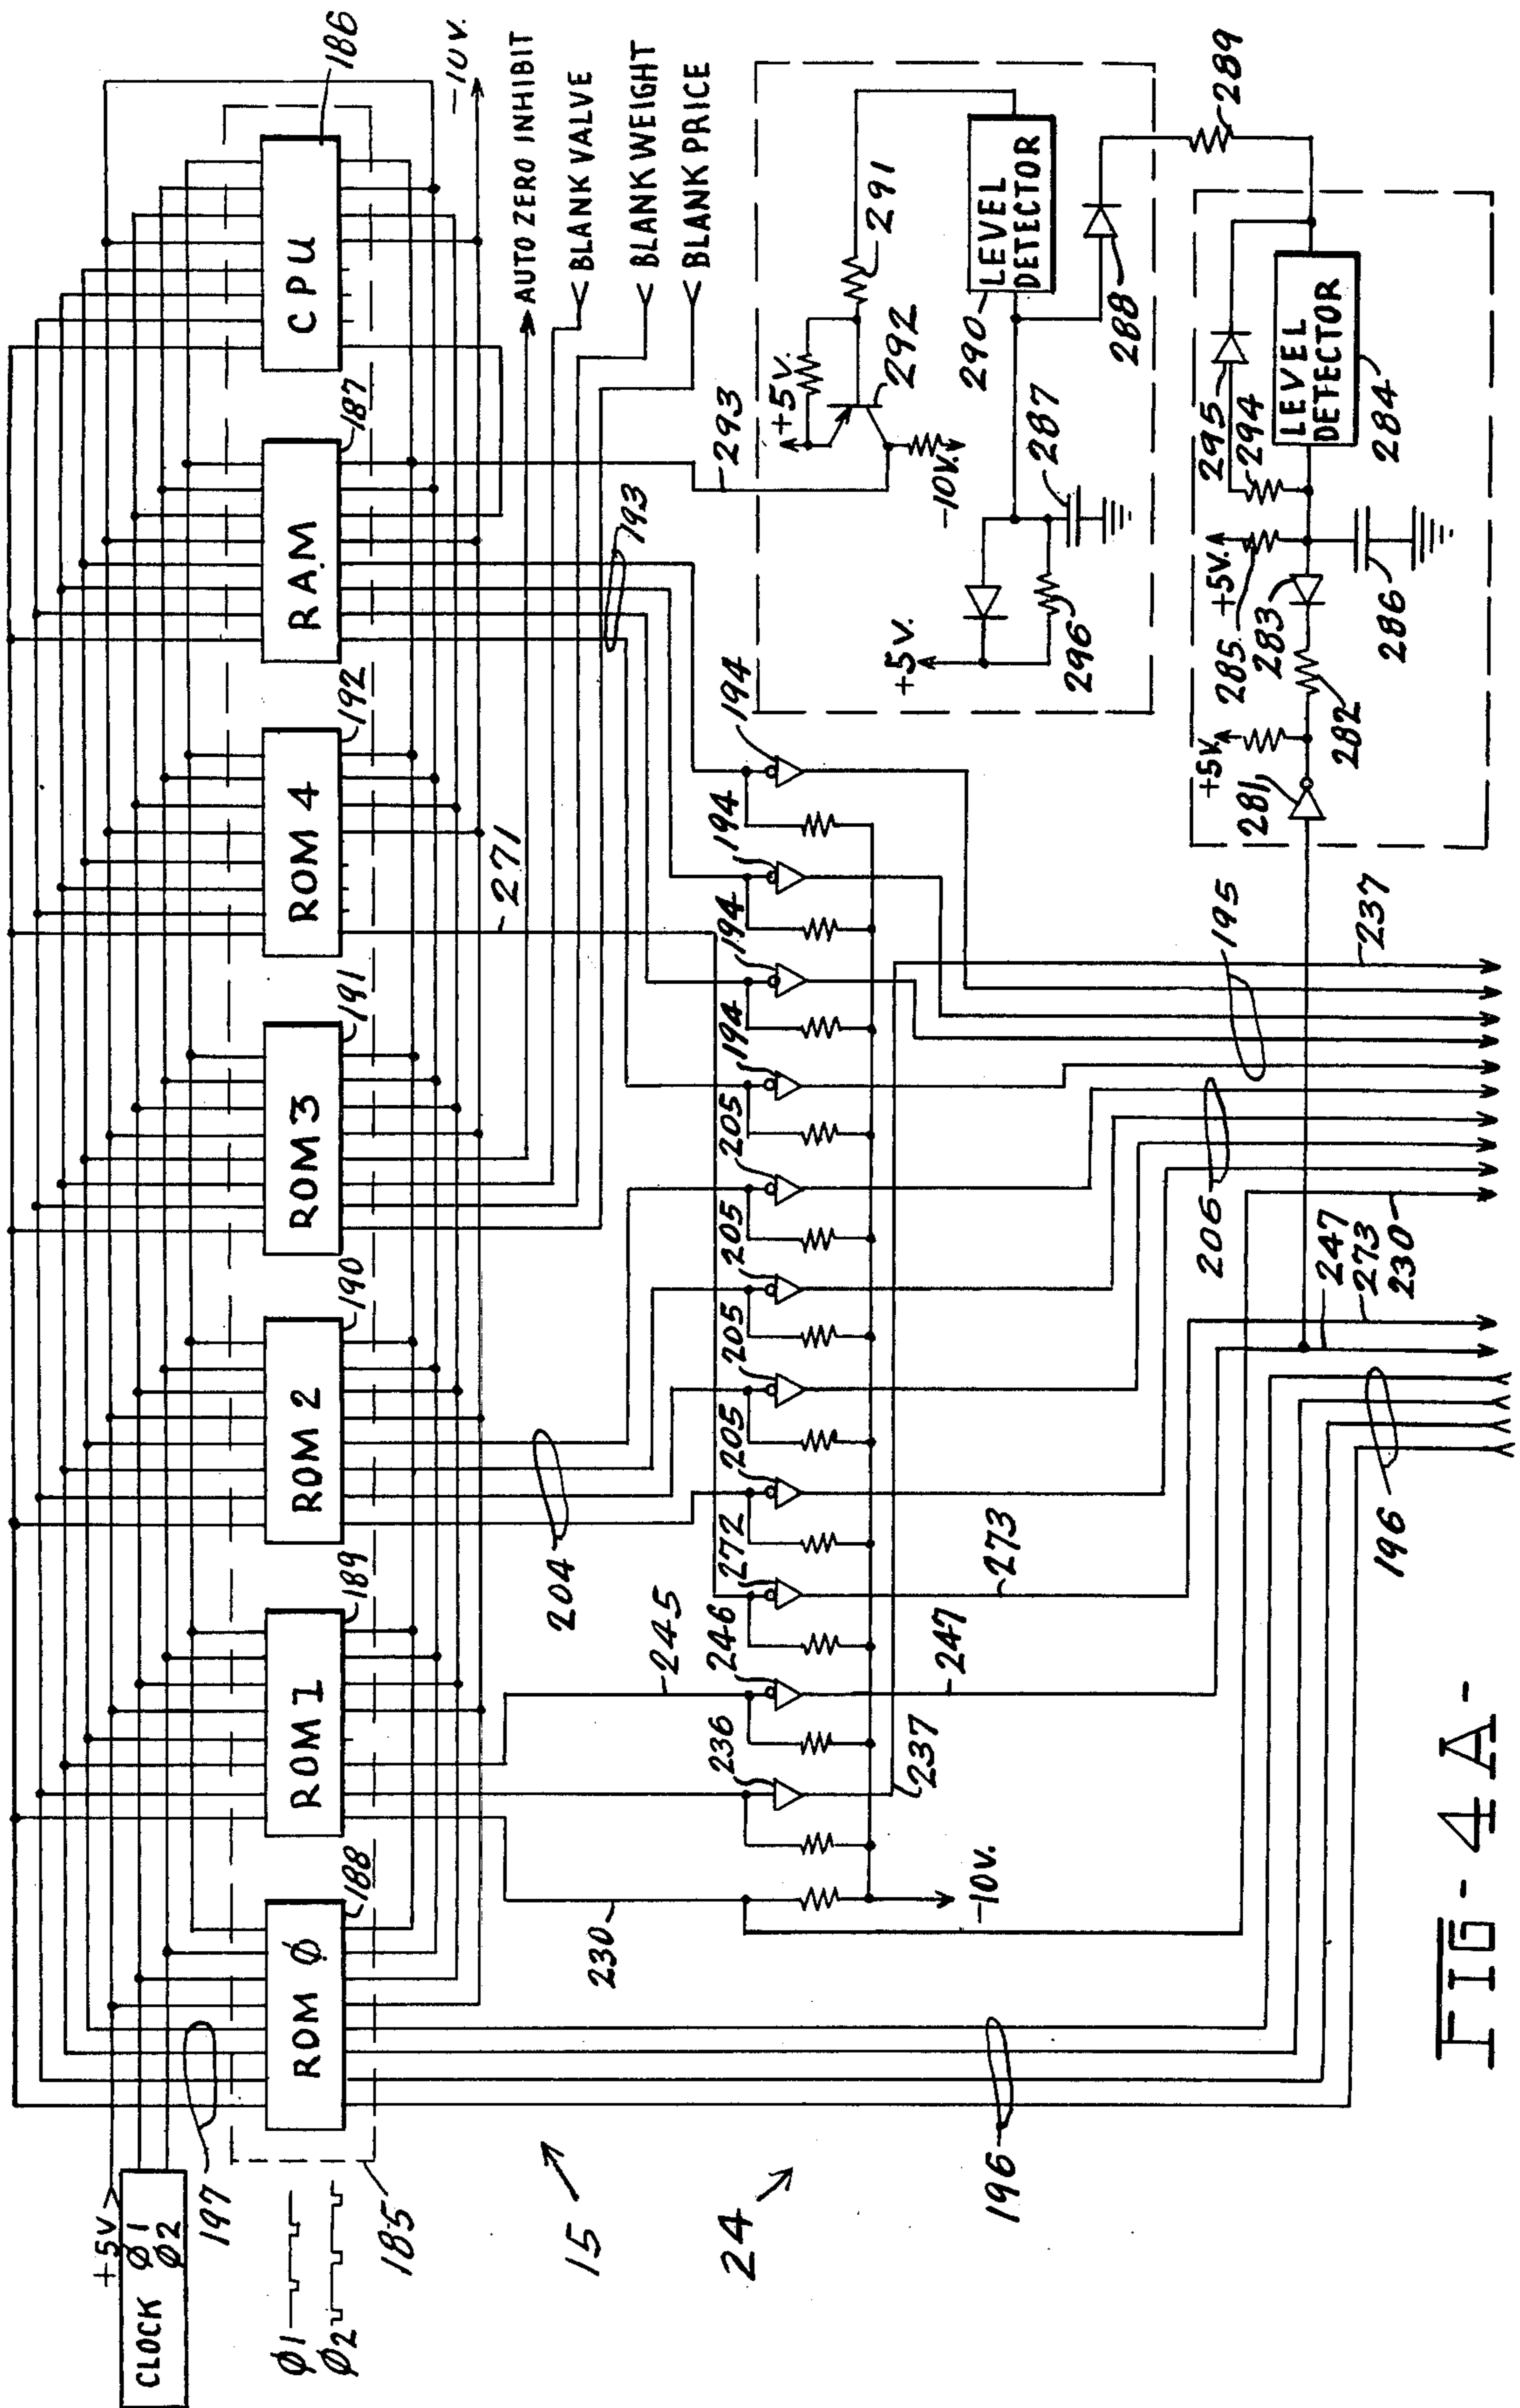 +5V
CLOCK Ø1
Ø2
Ø1
Ø2
197
185
ROM Ø
188
ROM 1
189
ROM 2
190
ROM 3
191
ROM 4
192
RAM
187
CPU
186
-10V.
AUTO ZERO INHIBIT
BLANK VALVE
BLANK WEIGHT
BLANK PRICE
15
24
196
230
245
204
271
193
293
236
246
272
205
205
205
205
194
194
194
194
-10V.
237
247
273
+5V.
291
292
-10V.
290
LEVEL
DETECTOR
288
289
287
+5V.
296
+5V.
281
282
285
+5V.
283
294
295
LEVEL
DETECTOR
284
286
195
237
206
247
273
230
196
FIG-4A-